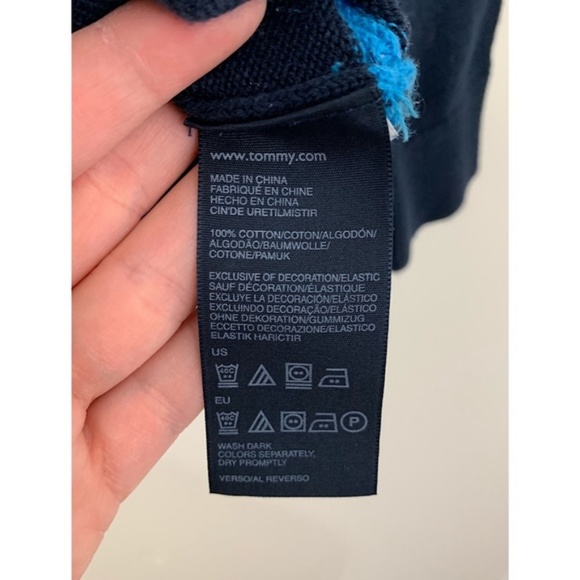 www.tommy.com
MADE IN CHINA
FABRIQUÉ EN CHINE
HECHO EN CHINA
CIN'DE URETILMISTIR
100% COTTON/COTON/ALGODÓN/
ALGODÃO/BAUMWOLLE/
COTONE/PAMUK
EXCLUSIVE OF DECORATION/ELASTIC
SAUF DÉCORATION/ÉLASTIQUE
EXCLUYE LA DECORACIÓN/ELÁSTICO
EXCLUINDO DECORAÇÃO/ELÁSTICO
OHNE DEKORATION/GUMMIZUG
ECCETTO DECORAZIONE/ELASTICO
ELASTIK HARICTIR
US
40C
EU
40C P
WASH DARK
COLORS SEPARATELY,
DRY PROMPTLY
VERSO/AL REVERSO